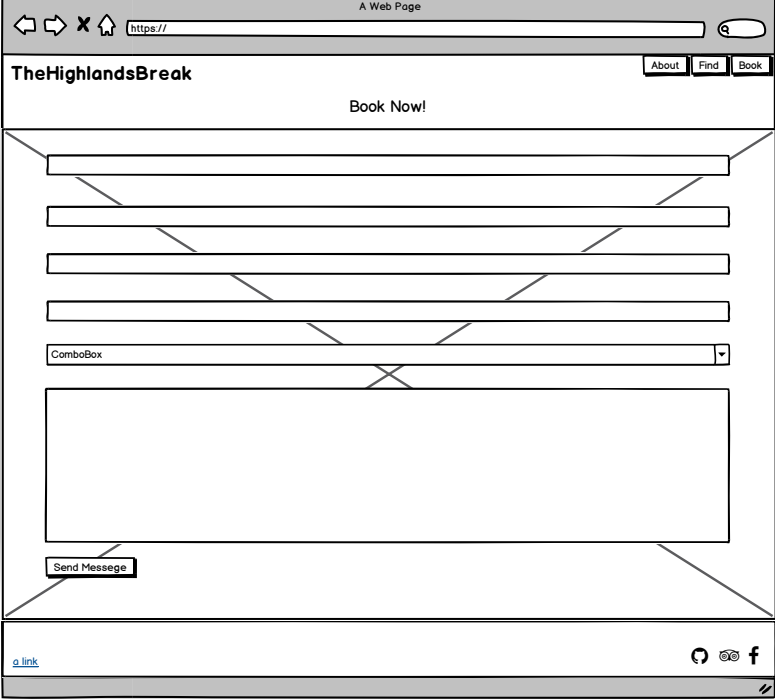 A Web Page
https://
TheHighlandsBreak
About Find Book
Book Now!
ComboBox
Send Messege
a link